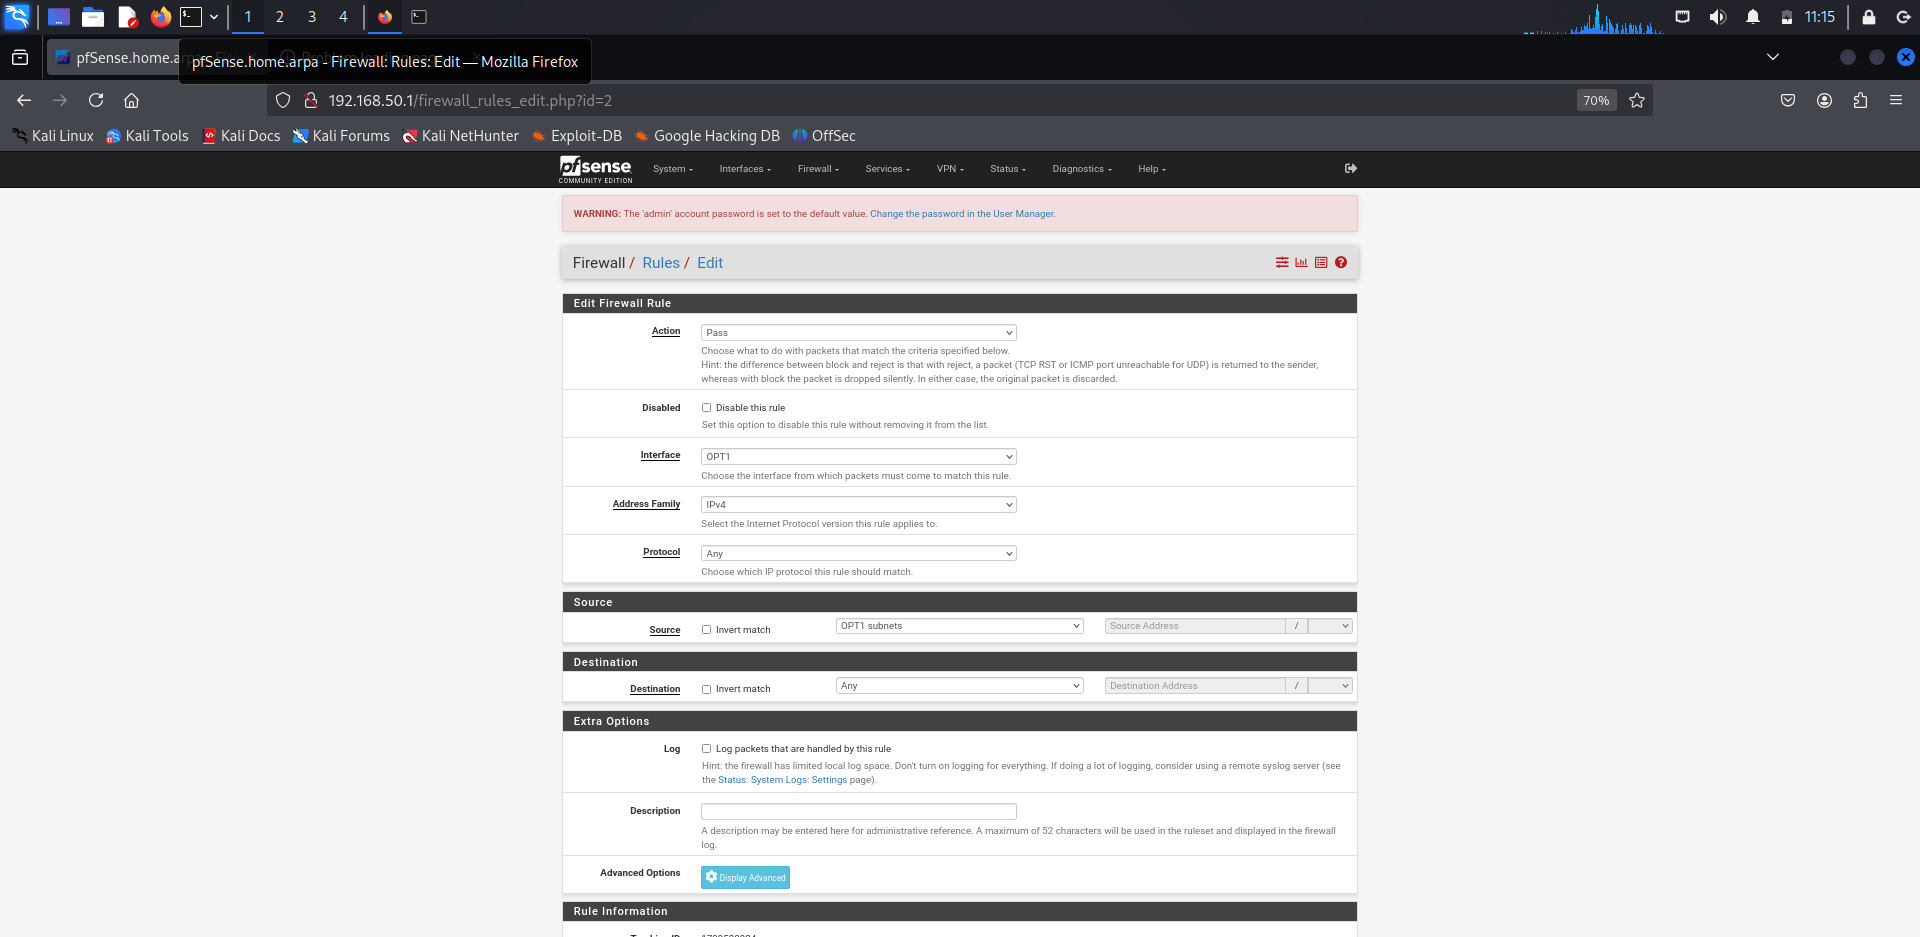 1 2 3 4
11:15
pfSense.home.arpa
pfSense.home.arpa - Firewall: Rules: Edit — Mozilla Firefox
192.168.50.1/firewall_rules_edit.php?id=2
70%
Kali Linux Kali Tools Kali Docs Kali Forums Kali NetHunter Exploit-DB Google Hacking DB OffSec
pfsense
COMMUNITY EDITION
System Interfaces Firewall Services VPN Status Diagnostics Help
WARNING: The 'admin' account password is set to the default value. Change the password in the User Manager.
Firewall / Rules / Edit
Edit Firewall Rule
Action Pass
Choose what to do with packets that match the criteria specified below.
Hint: the difference between block and reject is that with reject, a packet (TCP RST or ICMP port unreachable for UDP) is returned to the sender,
whereas with block the packet is dropped silently. In either case, the original packet is discarded.
Disabled Disable this rule
Set this option to disable this rule without removing it from the list.
Interface OPT1
Choose the interface from which packets must come to match this rule.
Address Family IPv4
Select the Internet Protocol version this rule applies to.
Protocol Any
Choose which IP protocol this rule should match.
Source
Source Invert match OPT1 subnets Source Address /
Destination
Destination Invert match Any Destination Address /
Extra Options
Log Log packets that are handled by this rule
Hint: the firewall has limited local log space. Don't turn on logging for everything. If doing a lot of logging, consider using a remote syslog server (see
the Status: System Logs: Settings page).
Description
A description may be entered here for administrative reference. A maximum of 52 characters will be used in the ruleset and displayed in the firewall
log.
Advanced Options Display Advanced
Rule Information